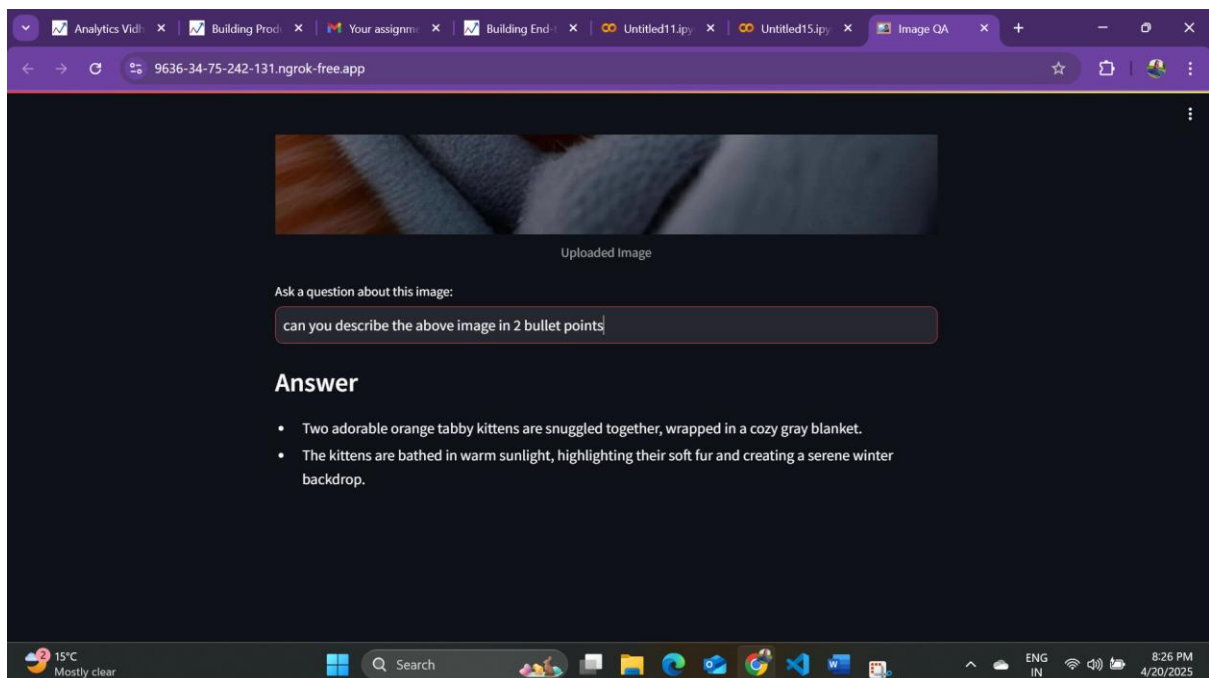 Analytics Vidh
Building Prod
Your assignme
Building End-t
Untitled11.ipy
Untitled15.ipy
Image QA
9636-34-75-242-131.ngrok-free.app
Uploaded Image
Ask a question about this image:
can you describe the above image in 2 bullet points
Answer
• Two adorable orange tabby kittens are snuggled together, wrapped in a cozy gray blanket.
• The kittens are bathed in warm sunlight, highlighting their soft fur and creating a serene winter
backdrop.
2
15°C
Mostly clear
Search
ENG
IN
8:26 PM
4/20/2025